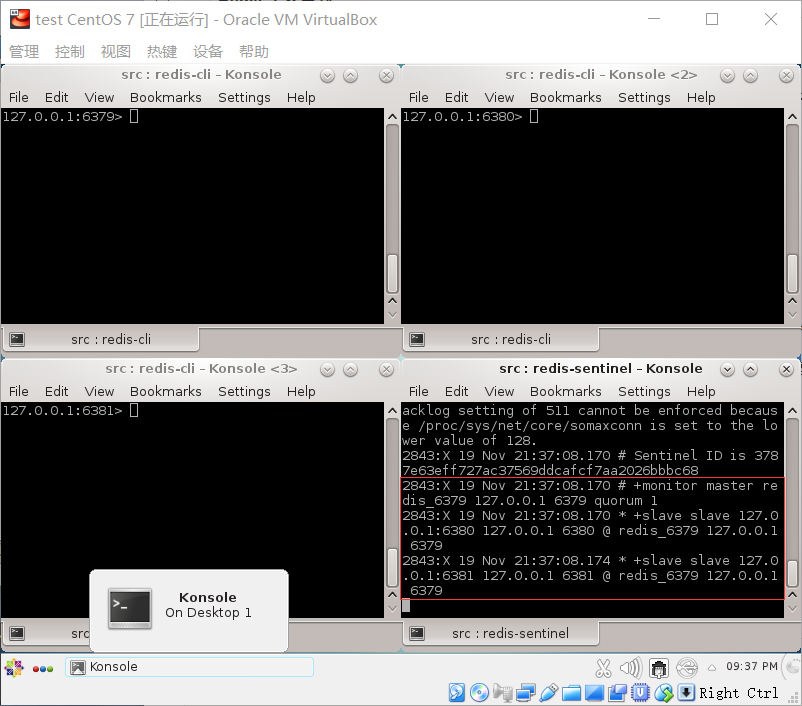 test CentOS 7 [正在运行] - Oracle VM VirtualBox
管理 控制 视图 热键 设备 帮助
src : redis-cli – Konsole
File Edit View Bookmarks Settings Help
127.0.0.1:6379>
src : redis-cli
src : redis-cli – Konsole <2>
File Edit View Bookmarks Settings Help
127.0.0.1:6380>
src : redis-cli
src : redis-cli – Konsole <3>
File Edit View Bookmarks Settings Help
127.0.0.1:6381>
src
src : redis-sentinel – Konsole
File Edit View Bookmarks Settings Help
acklog setting of 511 cannot be enforced becaus
e /proc/sys/net/core/somaxconn is set to the lo
wer value of 128.
2843:X 19 Nov 21:37:08.170 # Sentinel ID is 378
7e63eff727ac37569ddcafcf7aa2026bbbc68
2843:X 19 Nov 21:37:08.170 # +monitor master re
dis_6379 127.0.0.1 6379 quorum 1
2843:X 19 Nov 21:37:08.170 * +slave slave 127.0
.0.1:6380 127.0.0.1 6380 @ redis_6379 127.0.0.1
6379
2843:X 19 Nov 21:37:08.174 * +slave slave 127.0
.0.1:6381 127.0.0.1 6381 @ redis_6379 127.0.0.1
6379
src : redis-sentinel
Konsole
On Desktop 1
Konsole
09:37 PM
Right Ctrl